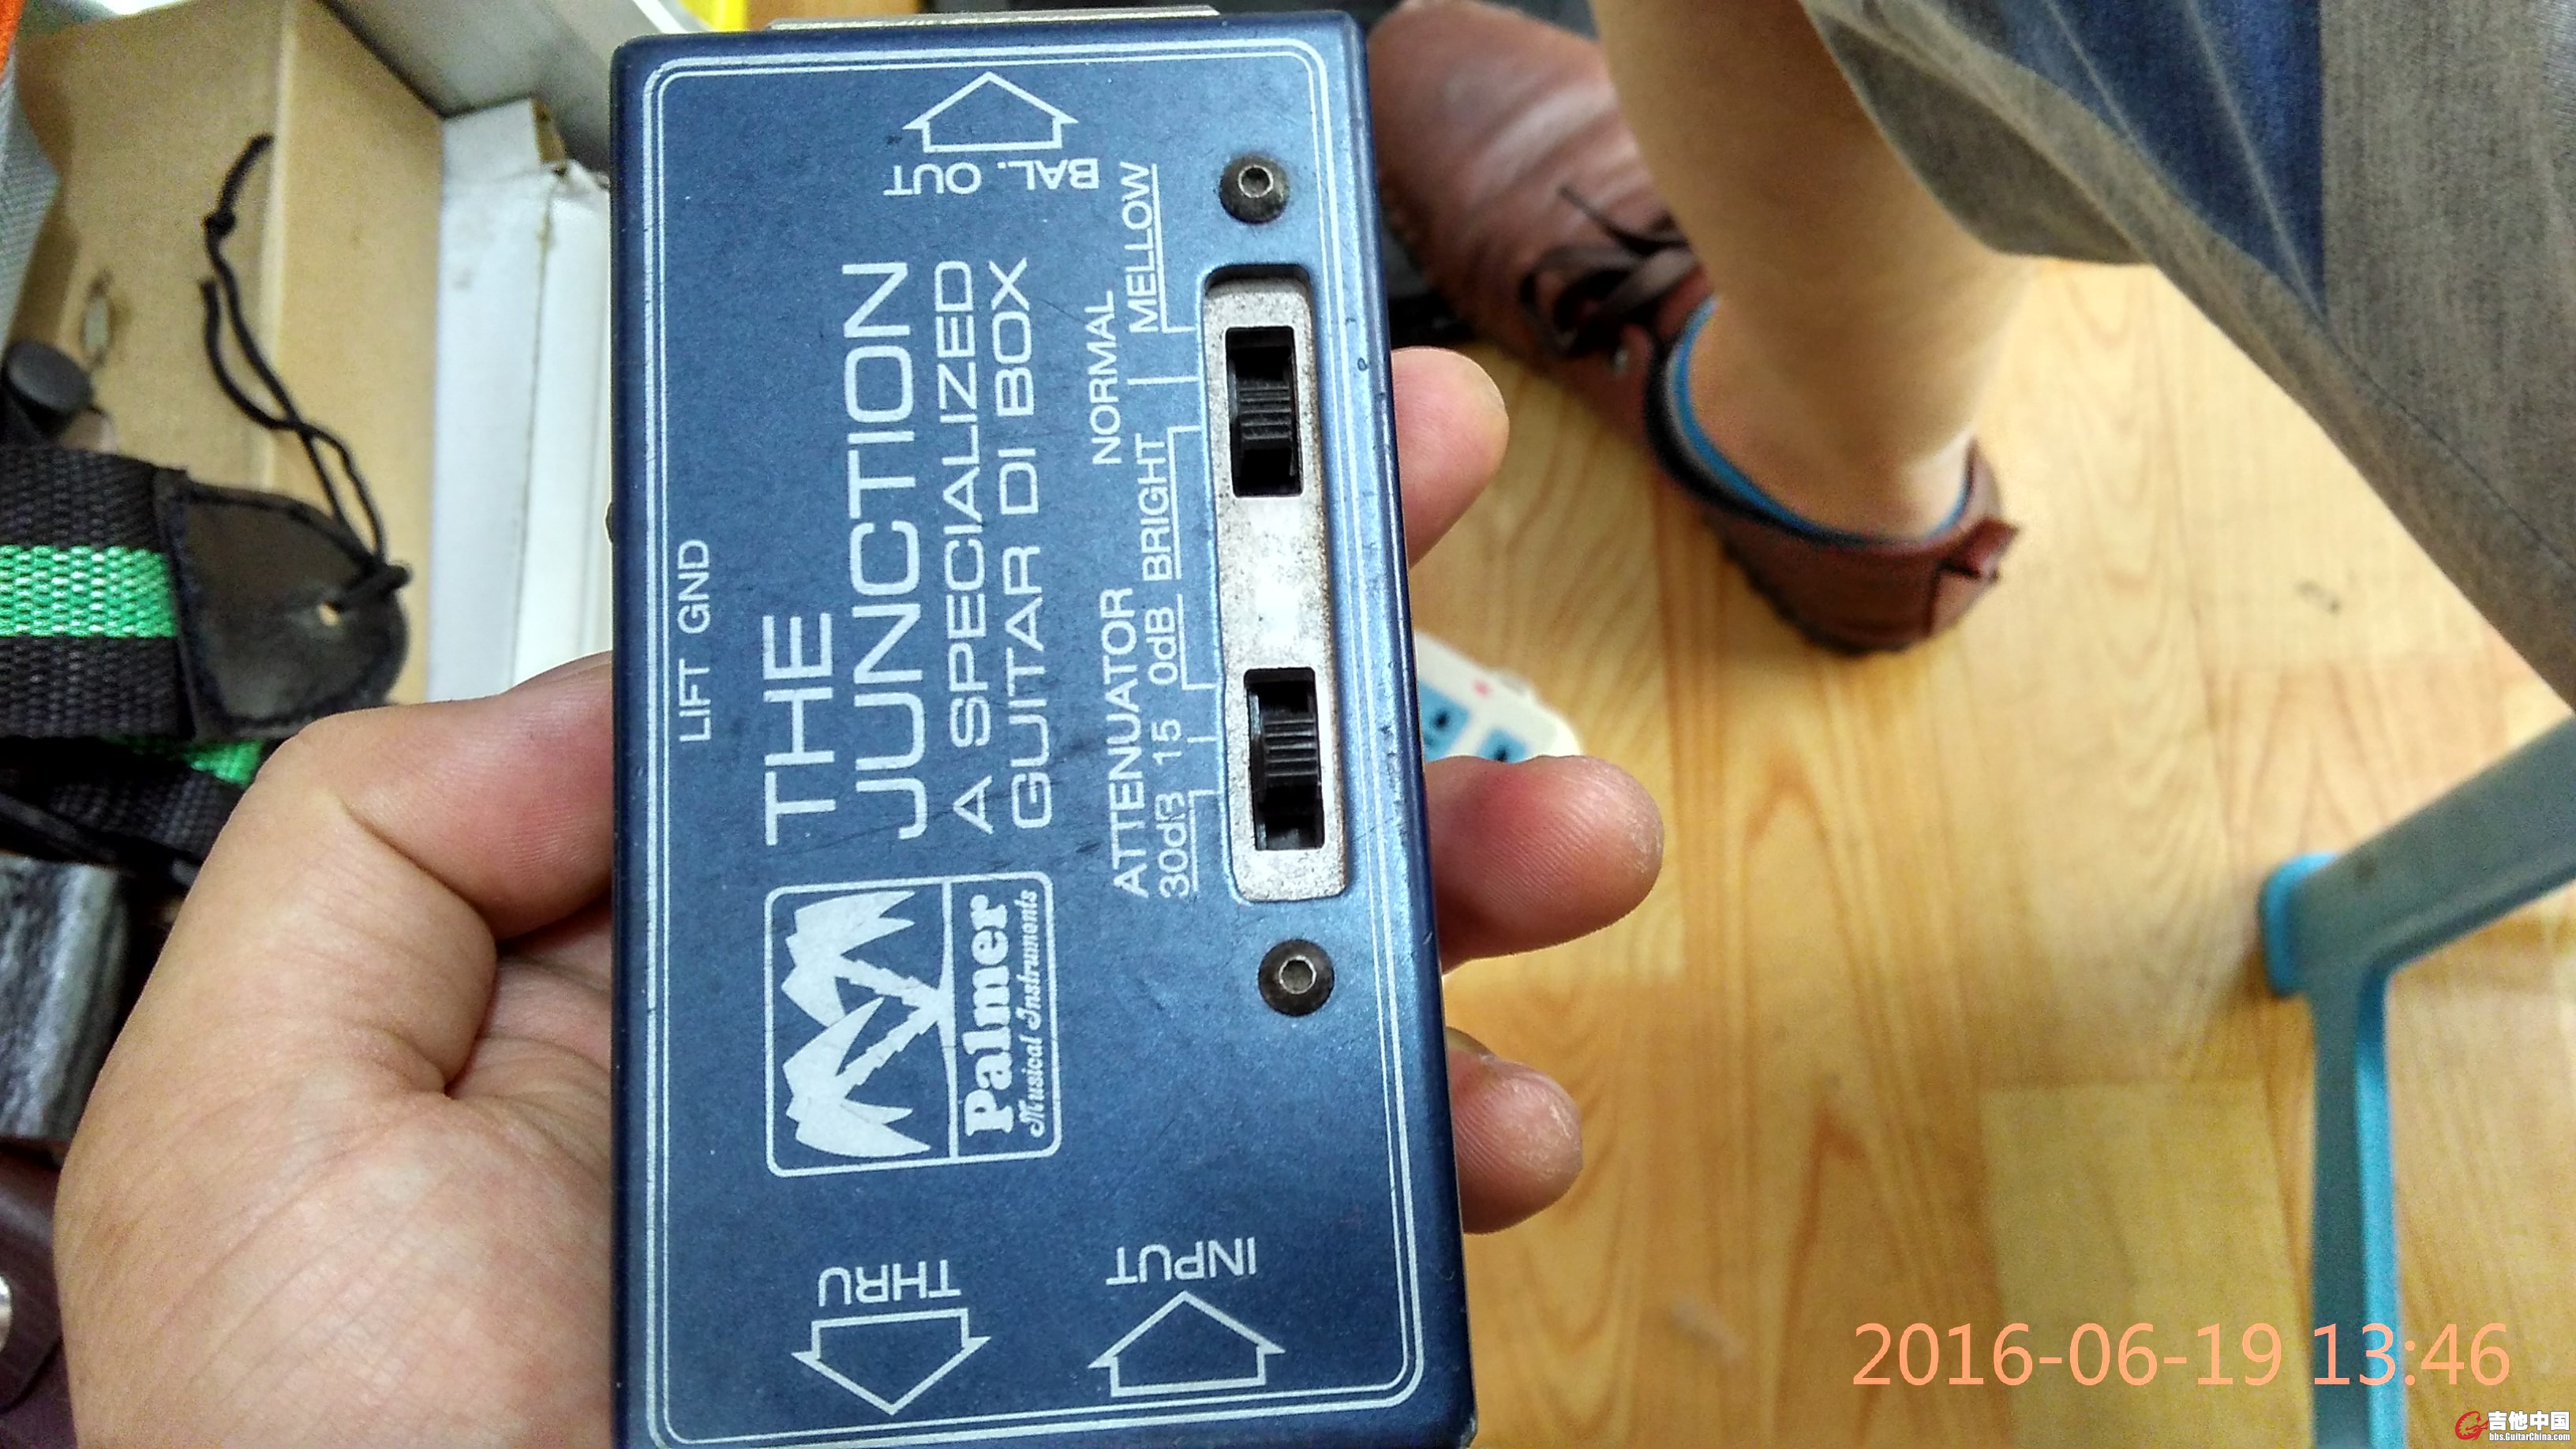 BAL. OUT
LIFT GND
THE
JUNCTION
A SPECIALIZED
GUITAR DI BOX
Palmer
Musical Instruments
ATTENUATOR
30dB 15 0dB
NORMAL
BRIGHT
MELLOW
THRU
INPUT
2016-06-19 13:46
吉他中国
bbs.GuitarChina.com